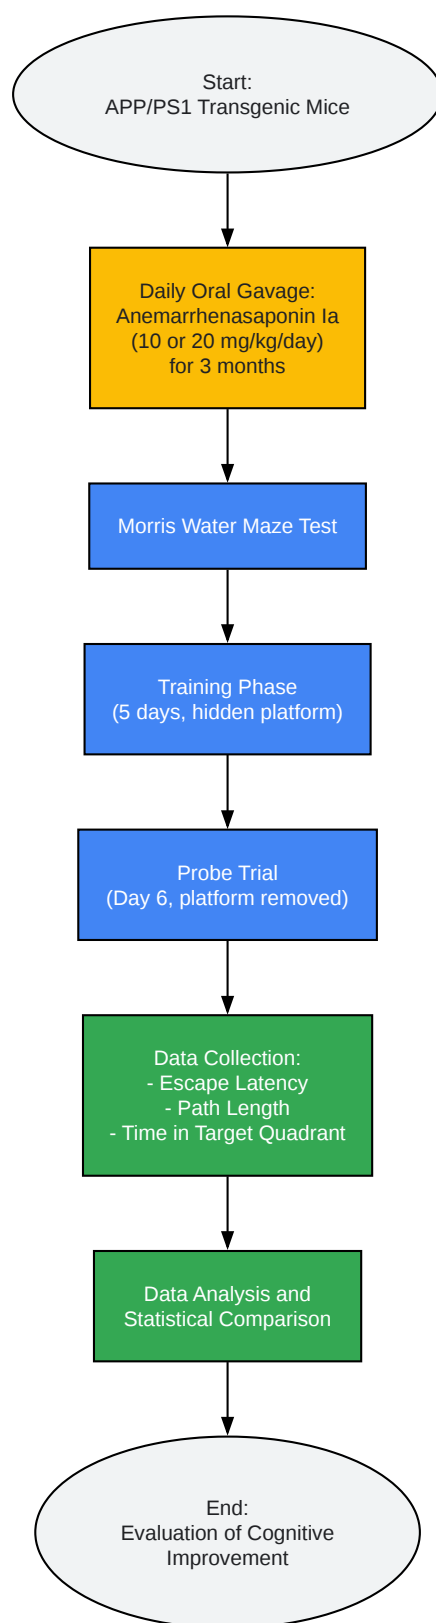 Start:
APP/PS1 Transgenic Mice
Daily Oral Gavage:
Anemarrhenasaponin Ia
(10 or 20 mg/kg/day)
for 3 months
Morris Water Maze Test
Training Phase
(5 days, hidden platform)
Probe Trial
(Day 6, platform removed)
Data Collection:
- Escape Latency
- Path Length
- Time in Target Quadrant
Data Analysis and
Statistical Comparison
End:
Evaluation of Cognitive
Improvement